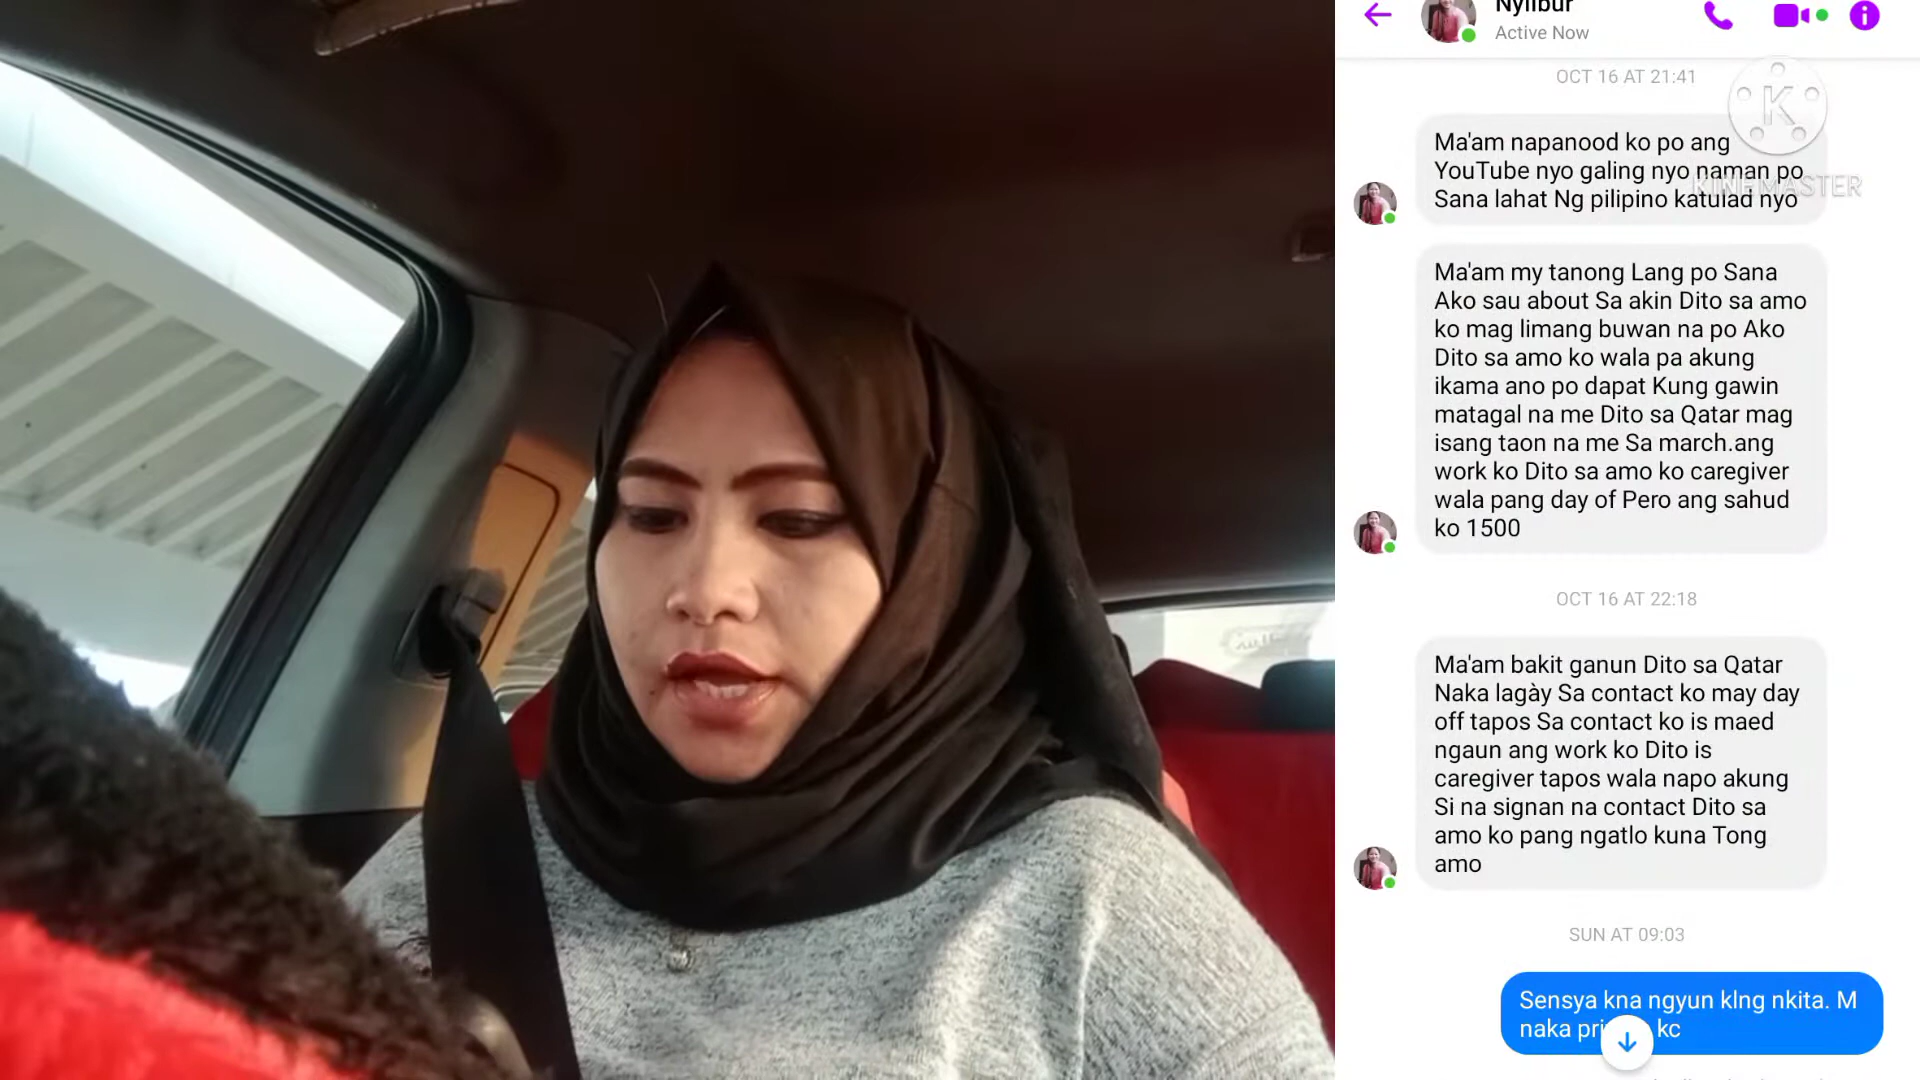 Nylibur
Active Now
OCT 16 AT 21:41
Ma'am napanood ko po ang
YouTube nyo galing nyo naman po
Sana lahat Ng pilipino katulad nyo
K
KINEMASTER
Ma'am my tanong Lang po Sana
Ako sau about Sa akin Dito sa amo
ko mag limang buwan na po Ako
Dito sa amo ko wala pa akung
ikama ano po dapat Kung gawin
matagal na me Dito sa Qatar mag
isang taon na me Sa march.ang
work ko Dito sa amo ko caregiver
wala pang day of Pero ang sahud
ko 1500
OCT 16 AT 22:18
Ma'am bakit ganun Dito sa Qatar
Naka lagày Sa contact ko may day
off tapos Sa contact ko is maed
ngaun ang work ko Dito is
caregiver tapos wala napo akung
Si na signan na contact Dito sa
amo ko pang ngatlo kuna Tong
amo
SUN AT 09:03
Sensya kna ngyun klng nkita. M
naka kc